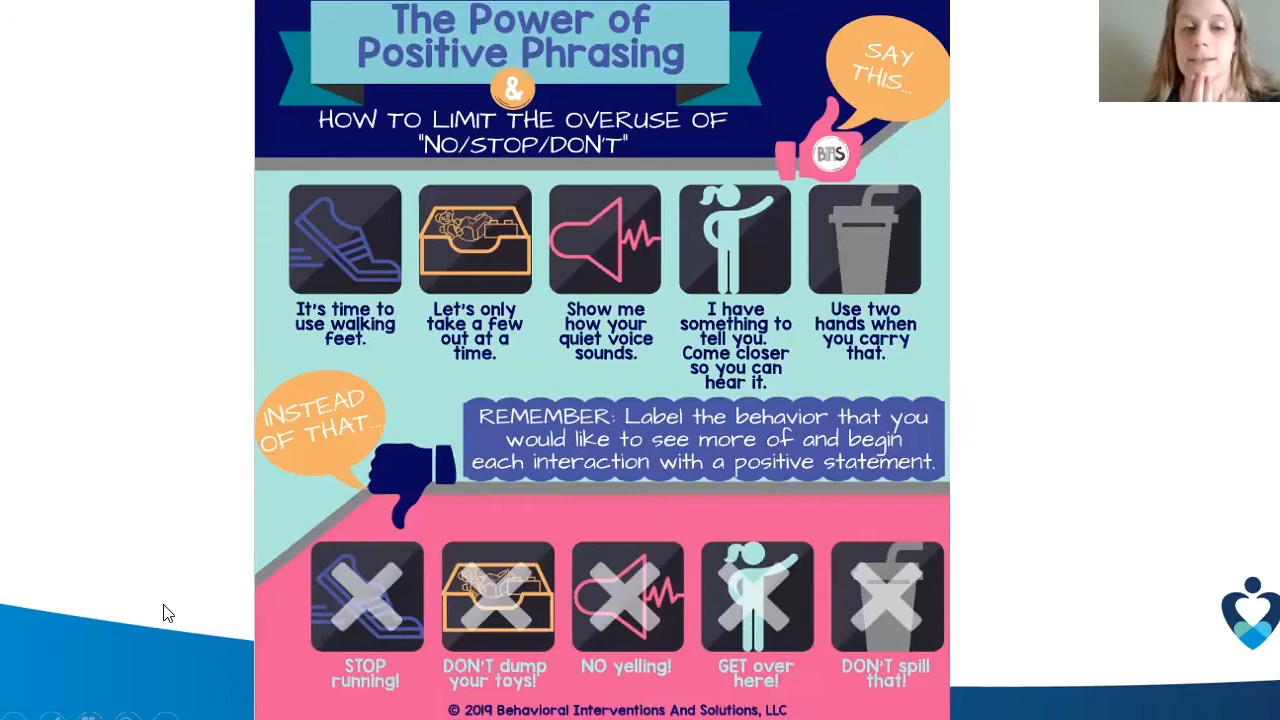 The Power of
Positive Phrasing
&
HOW TO LIMIT THE OVERUSE OF
"NO/STOP/DON'T"
SAY
THIS...
BIAS
It's time to
use walking
feet.
Let's only
take a few
out at a
time.
Show me
how your
quiet voice
sounds.
I have
something to
tell you.
Come closer
so you can
hear it.
Use two
hands when
you carry
that.
INSTEAD
OF THAT...
REMEMBER: Label the behavior that you
would like to see more of and begin
each interaction with a positive statement.
STOP
running!
DON'T dump
your toys!
NO yelling!
GET over
here!
DON'T spill
that!
© 2019 Behavioral Interventions And Solutions, LLC